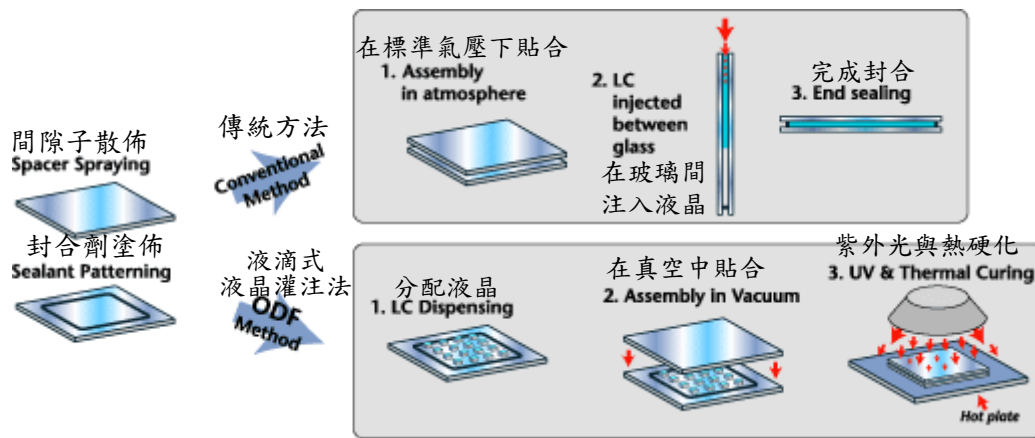 間隙子散佈
Spacer Spraying
封合劑塗佈
Sealant Patterning
傳統方法
Conventional
Method
在標準氣壓下貼合
1. Assembly
in atmosphere
2. LC
injected
between
glass
在玻璃間
注入液晶
完成封合
3. End sealing
液滴式
液晶灌注法
ODF
Method
分配液晶
1. LC Dispensing
在真空中貼合
2. Assembly in Vacuum
紫外光與熱硬化
3. UV & Thermal Curing
Hot plate